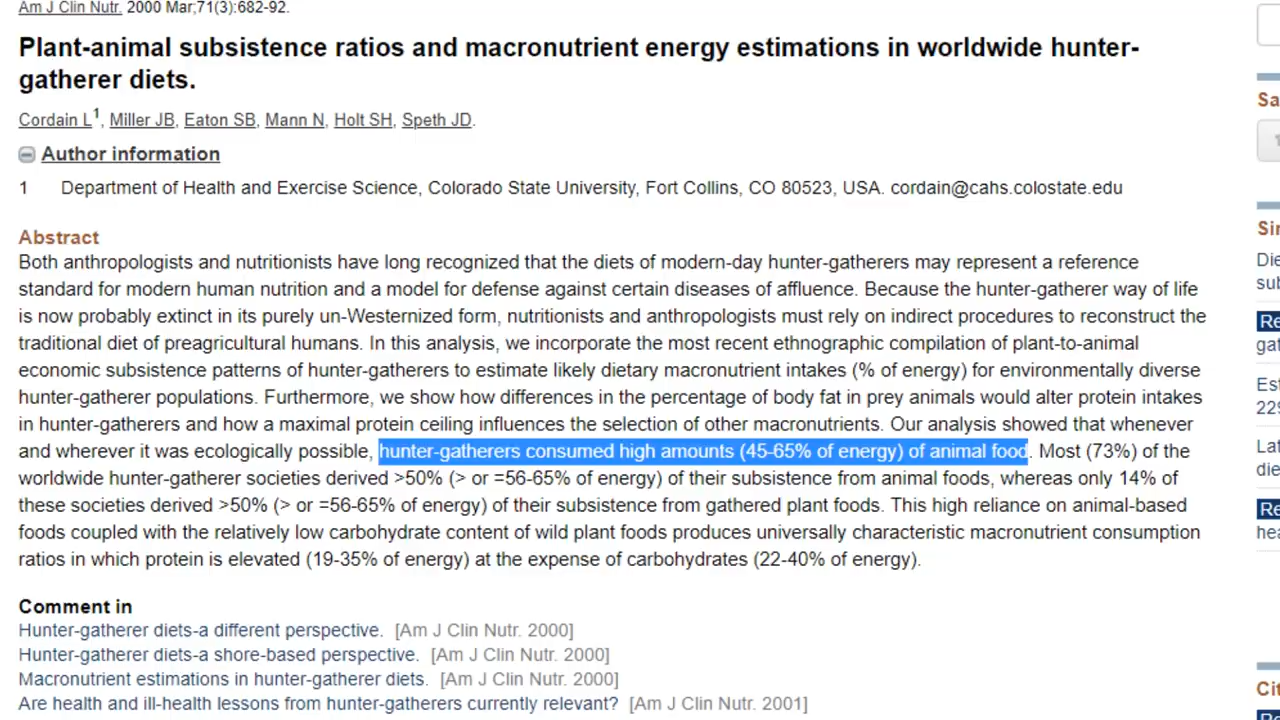 Am J Clin Nutr. 2000 Mar;71(3):682-92.
Plant-animal subsistence ratios and macronutrient energy estimations in worldwide hunter-
gatherer diets.
Cordain L1, Miller JB, Eaton SB, Mann N, Holt SH, Speth JD.
Author information
1 Department of Health and Exercise Science, Colorado State University, Fort Collins, CO 80523, USA. cordain@cahs.colostate.edu
Abstract
Both anthropologists and nutritionists have long recognized that the diets of modern-day hunter-gatherers may represent a reference
standard for modern human nutrition and a model for defense against certain diseases of affluence. Because the hunter-gatherer way of life
is now probably extinct in its purely un-Westernized form, nutritionists and anthropologists must rely on indirect procedures to reconstruct the
traditional diet of preagricultural humans. In this analysis, we incorporate the most recent ethnographic compilation of plant-to-animal
economic subsistence patterns of hunter-gatherers to estimate likely dietary macronutrient intakes (% of energy) for environmentally diverse
hunter-gatherer populations. Furthermore, we show how differences in the percentage of body fat in prey animals would alter protein intakes
in hunter-gatherers and how a maximal protein ceiling influences the selection of other macronutrients. Our analysis showed that whenever
and wherever it was ecologically possible, hunter-gatherers consumed high amounts (45-65% of energy) of animal food. Most (73%) of the
worldwide hunter-gatherer societies derived >50% (> or =56-65% of energy) of their subsistence from animal foods, whereas only 14% of
these societies derived >50% (> or =56-65% of energy) of their subsistence from gathered plant foods. This high reliance on animal-based
foods coupled with the relatively low carbohydrate content of wild plant foods produces universally characteristic macronutrient consumption
ratios in which protein is elevated (19-35% of energy) at the expense of carbohydrates (22-40% of energy).
Comment in
Hunter-gatherer diets-a different perspective. [Am J Clin Nutr. 2000]
Hunter-gatherer diets-a shore-based perspective. [Am J Clin Nutr. 2000]
Macronutrient estimations in hunter-gatherer diets. [Am J Clin Nutr. 2000]
Are health and ill-health lessons from hunter-gatherers currently relevant? [Am J Clin Nutr. 2001]
Sa
Sir
Die
sub
Re
gat
Est
229
Lat
die
Re
hea
Cit